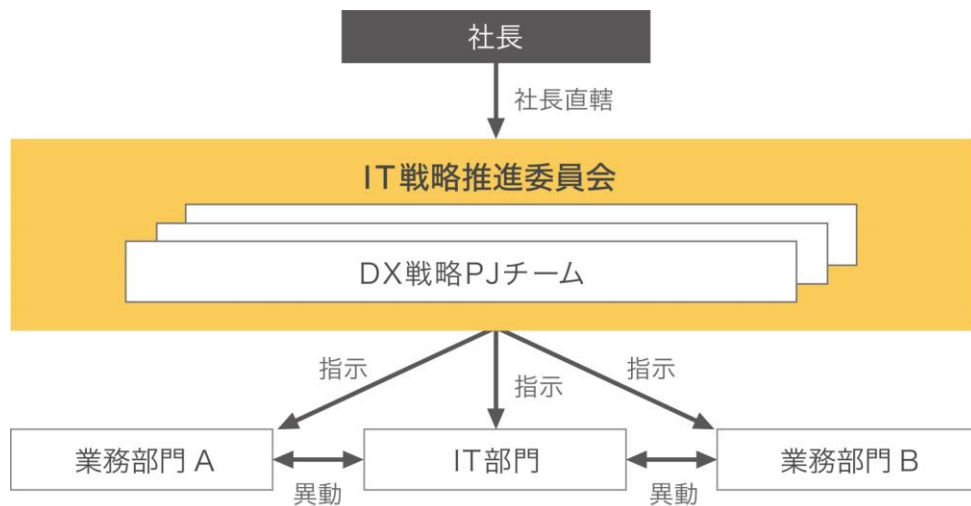 社長
社長直轄
IT戦略推進委員会
DX戦略PJチーム
指示
指示
指示
業務部門 A
IT部門
業務部門 B
異動
異動